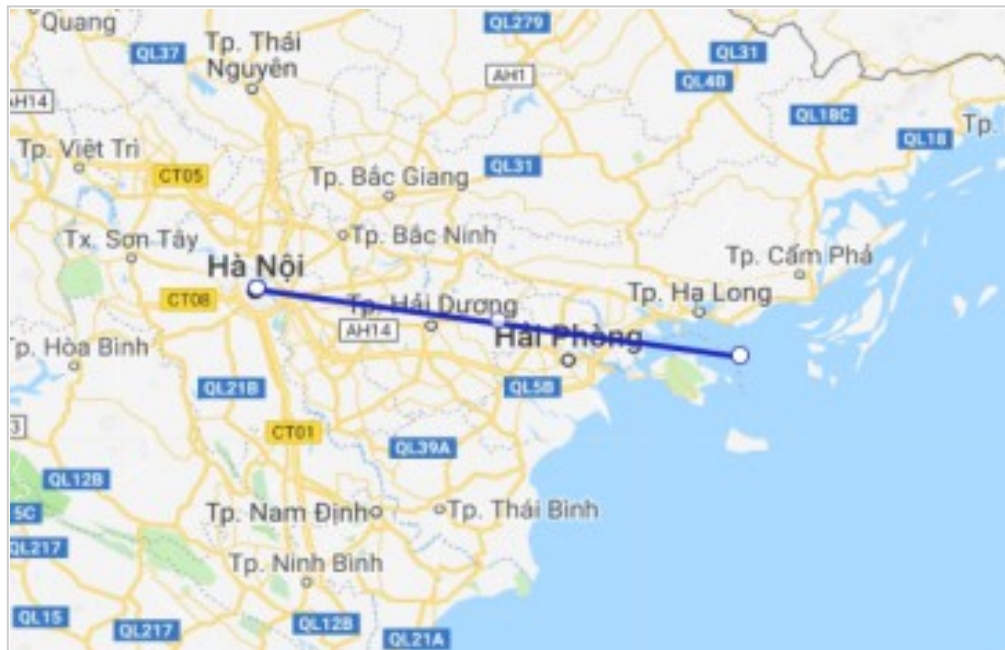 Quang
QL279
QL37
Tp. Thái
Nguyên
QL31
AH1
QL4B
AH14
QL18C
QL18
Tp.
Tp. Việt Trì
CT05
QL31
Tp. Bắc Giang
Tx. Sơn Tây
Tp. Bắc Ninh
Tp. Cẩm Phả
Hà Nội
CT08
Tp. Hải Dương
Tp. Hạ Long
AH14
Hải Phòng
Tp. Hòa Bình
QL21B
QL5B
CT01
3
QL39A
QL12B
5C
Tp. Nam Định
Tp. Thái Bình
QL217
Tp. Ninh Bình
QL15
QL217
QL12B
QL21A